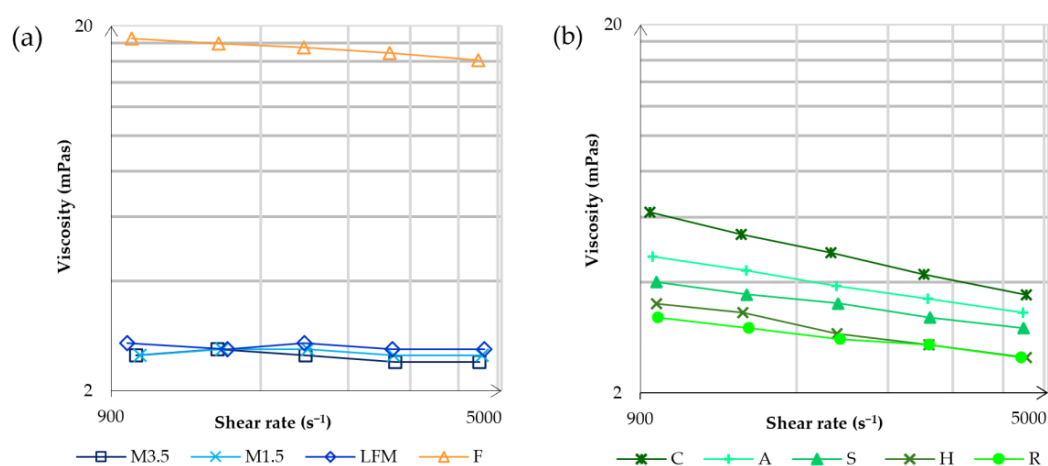 (a)
20
Viscosity (mPas)
2
900
Shear rate (s⁻¹)
5000
M3.5 M1.5 LFM F
(b)
20
Viscosity (mPas)
2
900
Shear rate (s⁻¹)
5000
C A S H R